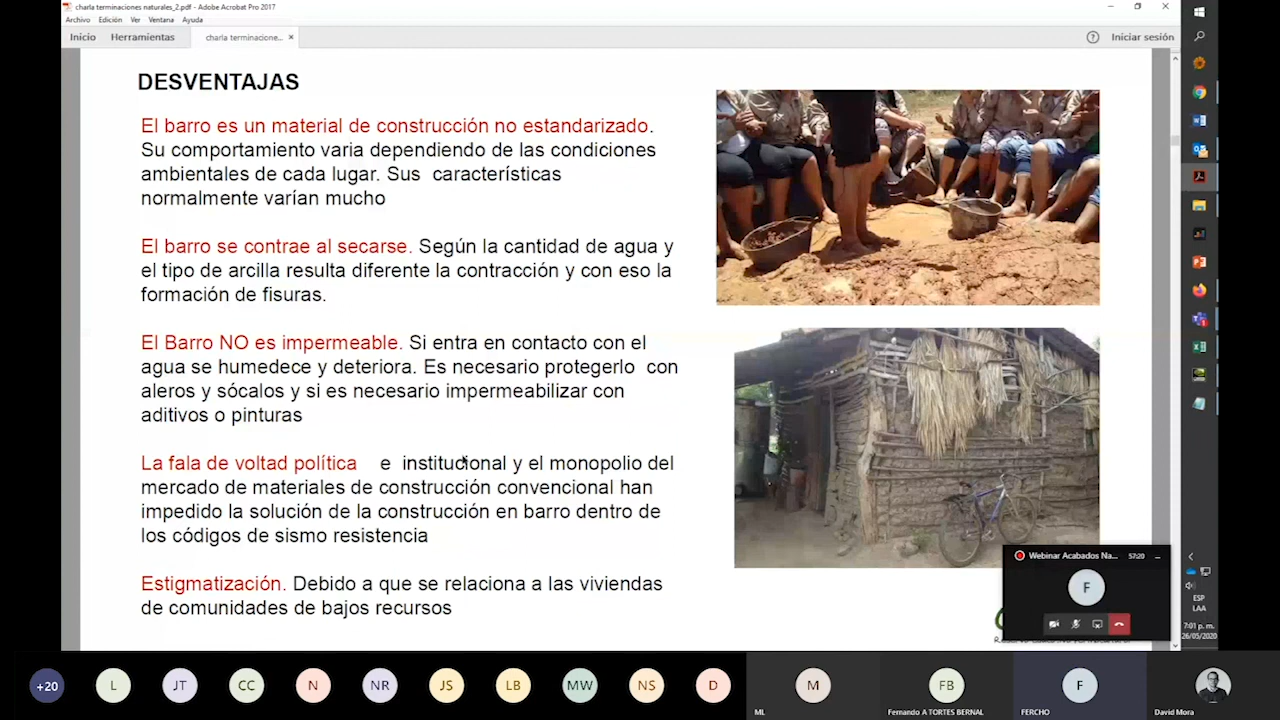 charla terminaciones naturales_2.pdf - Adobe Acrobat Pro 2017
Archivo Edición Ver Ventana Ayuda
Inicio Herramientas charla terminacione... × Iniciar sesión
DESVENTAJAS
El barro es un material de construcción no estandarizado.
Su comportamiento varia dependiendo de las condiciones
ambientales de cada lugar. Sus características
normalmente varían mucho
El barro se contrae al secarse. Según la cantidad de agua y
el tipo de arcilla resulta diferente la contracción y con eso la
formación de fisuras.
El Barro NO es impermeable. Si entra en contacto con el
agua se humedece y deteriora. Es necesario protegerlo con
aleros y sócalos y si es necesario impermeabilizar con
aditivos o pinturas
La fala de voltad política e institucional y el monopolio del
mercado de materiales de construcción convencional han
impedido la solución de la construcción en barro dentro de
los códigos de sismo resistencia
Estigmatización. Debido a que se relaciona a las viviendas
de comunidades de bajos recursos
Webinar Acabados Na... 57:20
F
ESP
LAA
7:01 p. m.
26/05/2020
+20 L JT CC N NR JS LB MW NS D M FB F
ML Fernando A TORTES BERNAL FERCHO David Mora